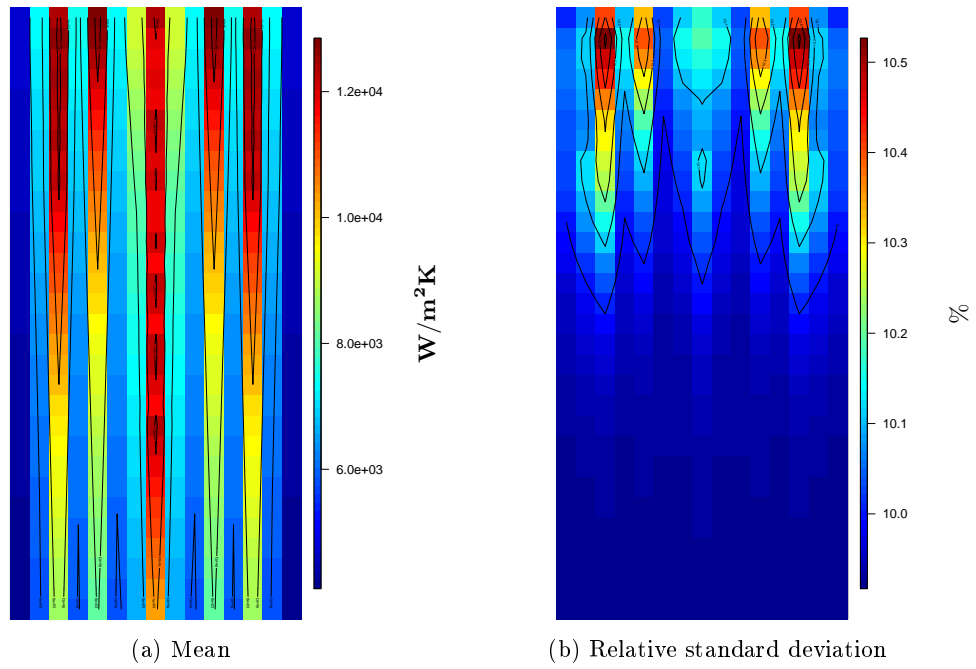 1.2e+04
1.0e+04
8.0e+03
6.0e+03
W/m²K
10.5
10.4
10.3
10.2
10.1
10.0
%
(a) Mean
(b) Relative standard deviation